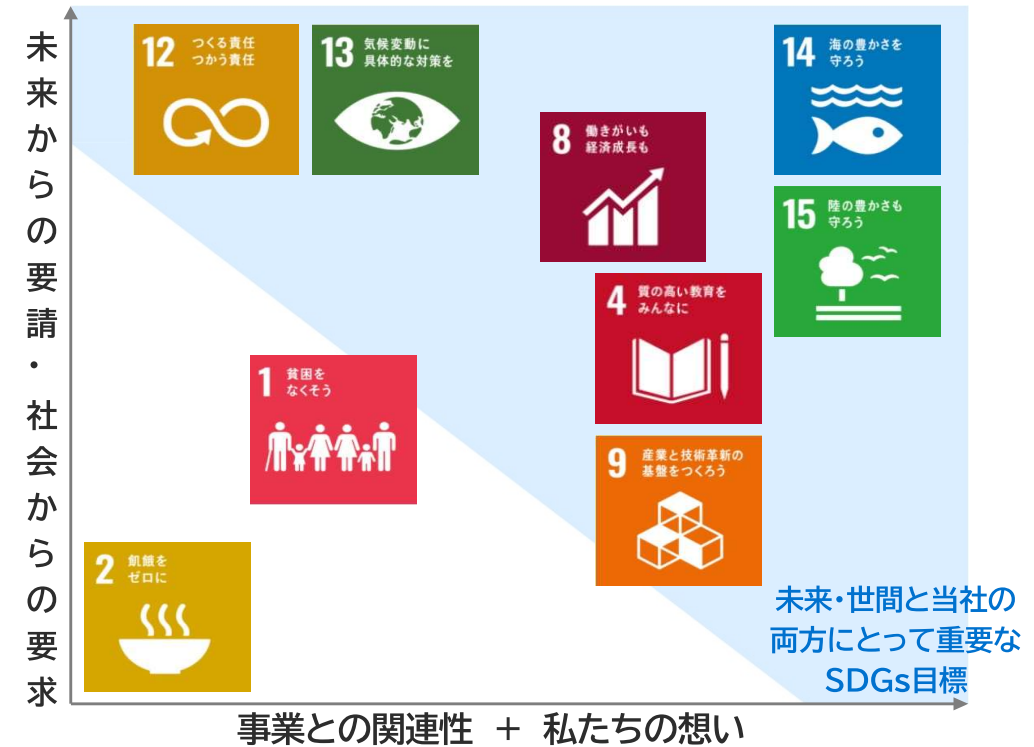 未来からの要請・社会からの要求
12 つくる責任
つかう責任
13 気候変動に
具体的な対策を
14 海の豊かさを
守ろう
8 働きがいも
経済成長も
15 陸の豊かさも
守ろう
4 質の高い教育を
みんなに
1 貧困を
なくそう
9 産業と技術革新の
基盤をつくろう
2 飢餓を
ゼロに
未来・世間と当社の
両方にとって重要な
SDGs目標
事業との関連性 + 私たちの想い